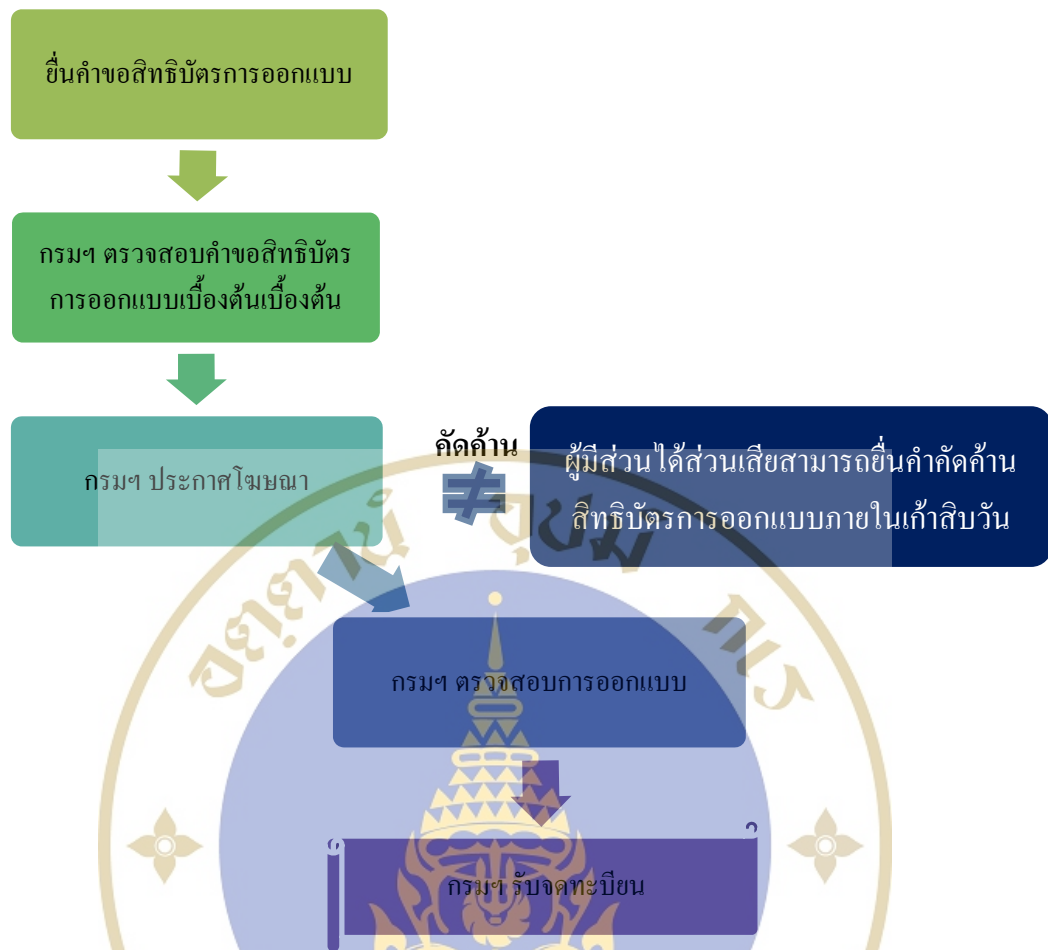 ยื่นคำขอสิทธิบัตรการออกแบบ
กรมฯ ตรวจสอบคำขอสิทธิบัตร
การออกแบบเบื้องต้นเบื้องต้น
กรมฯ ประกาศโฆษณา
คัดค้าน
ผู้มีส่วนได้ส่วนเสียสามารถยื่นคำคัดค้าน
สิทธิบัตรการออกแบบภายในเก้าสิบวัน
กรมฯ ตรวจสอบการออกแบบ
กรมฯ รับจดทะบียน